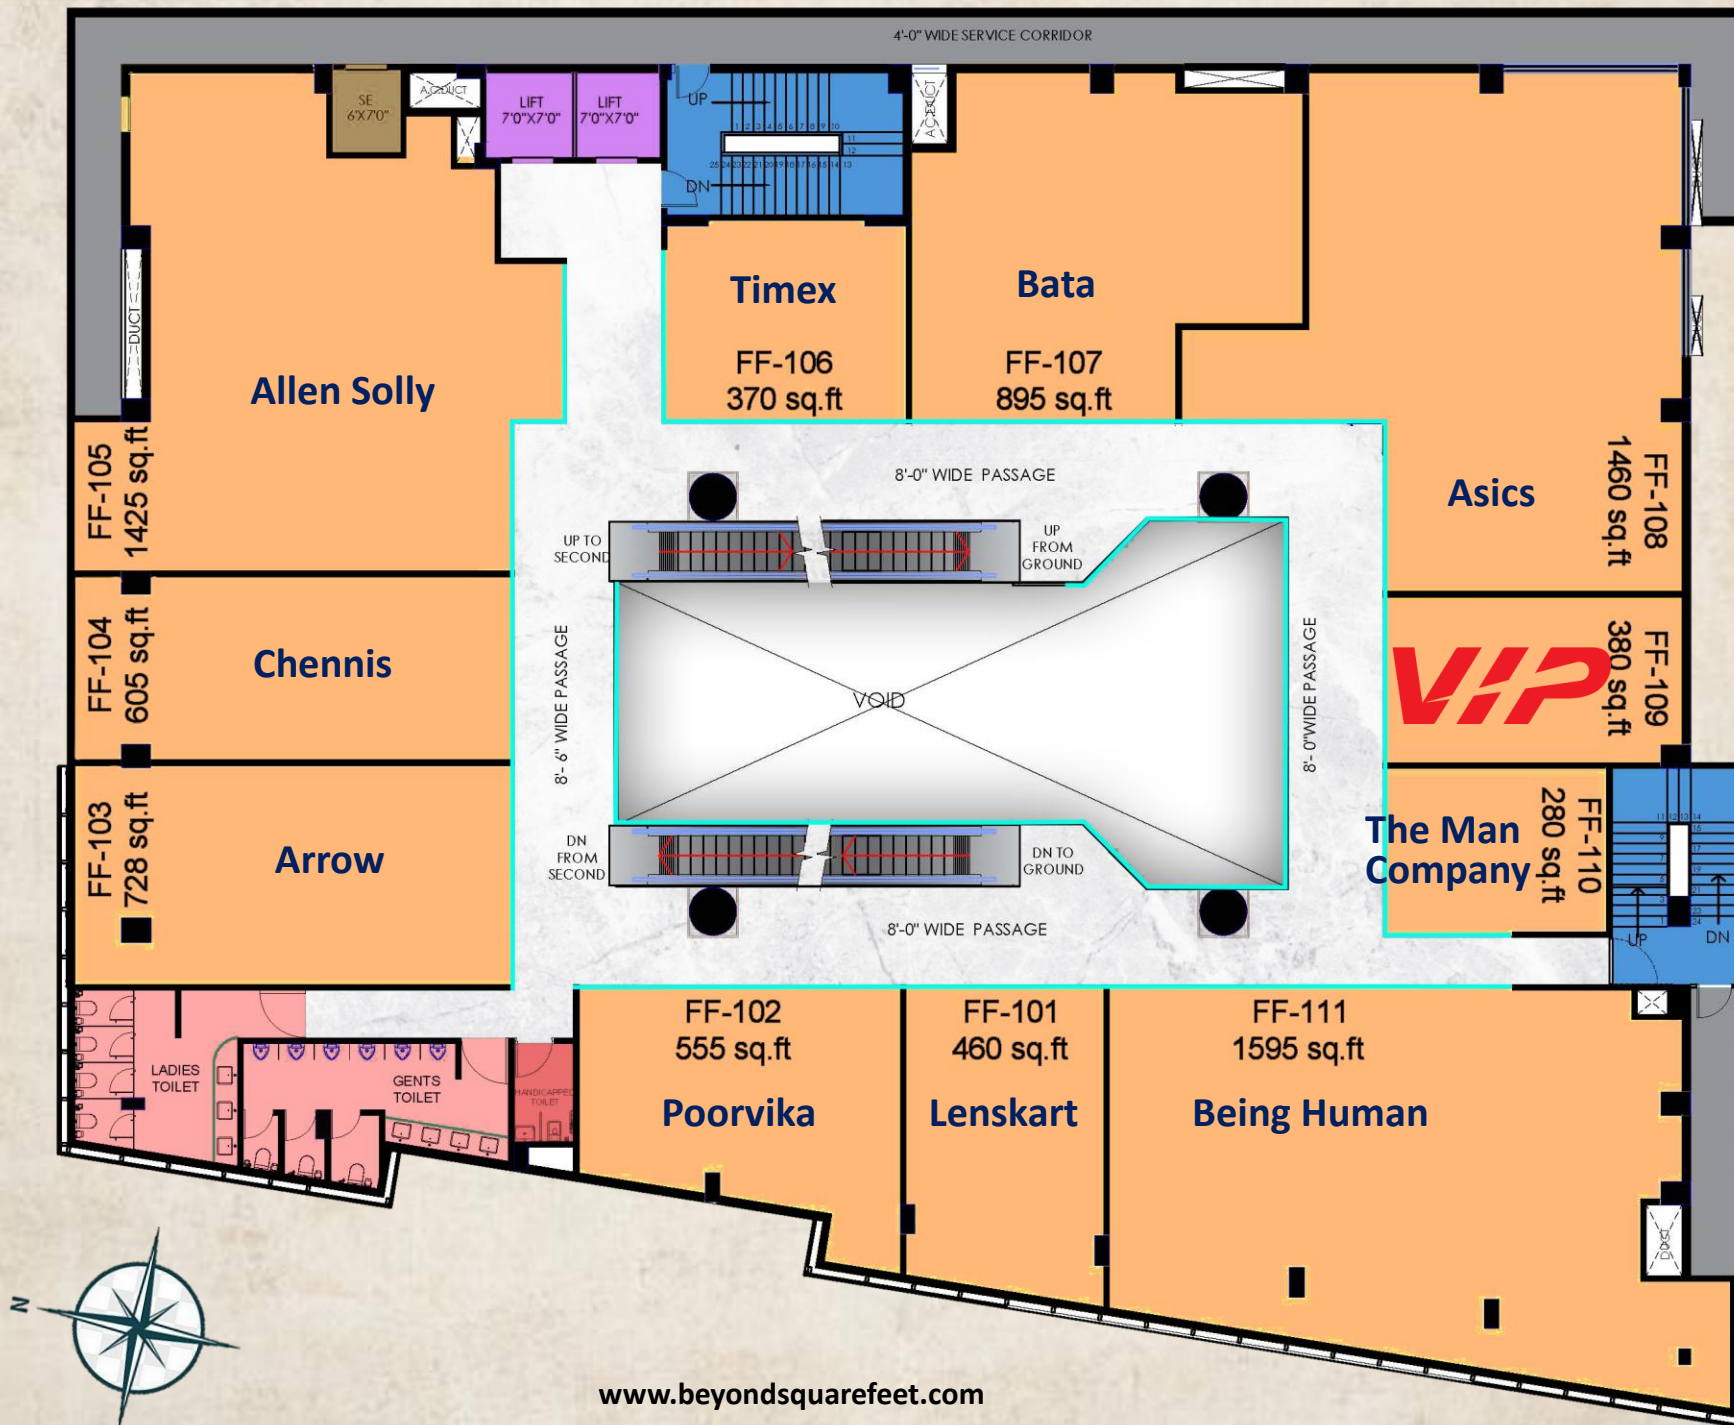 4'-0" WIDE SERVICE CORRIDOR
SE
6'X7'0"
A.C.DUCT
LIFT
7'0"X7'0"
LIFT
7'0"X7'0"
UP
DN
AC.DUCT
DUCT
Timex
FF-106
370 sq.ft
Bata
FF-107
895 sq.ft
Allen Solly
FF-105
1425 sq.ft
Asics
FF-108
1460 sq.ft
8'-0" WIDE PASSAGE
UP TO
SECOND
UP
FROM
GROUND
Chennis
FF-104
605 sq.ft
8'- 6" WIDE PASSAGE
VOID
8'- 0"WIDE PASSAGE
VIP
FF-109
380 sq.ft
Arrow
FF-103
728 sq.ft
DN
FROM
SECOND
DN TO
GROUND
The Man
Company
FF-110
280 sq.ft
UP
DN
8'-0" WIDE PASSAGE
LADIES
TOILET
GENTS
TOILET
HANDICAPPED
TOILET
FF-102
555 sq.ft
Poorvika
FF-101
460 sq.ft
Lenskart
FF-111
1595 sq.ft
Being Human
DUCT
N
www.beyondsquarefeet.com